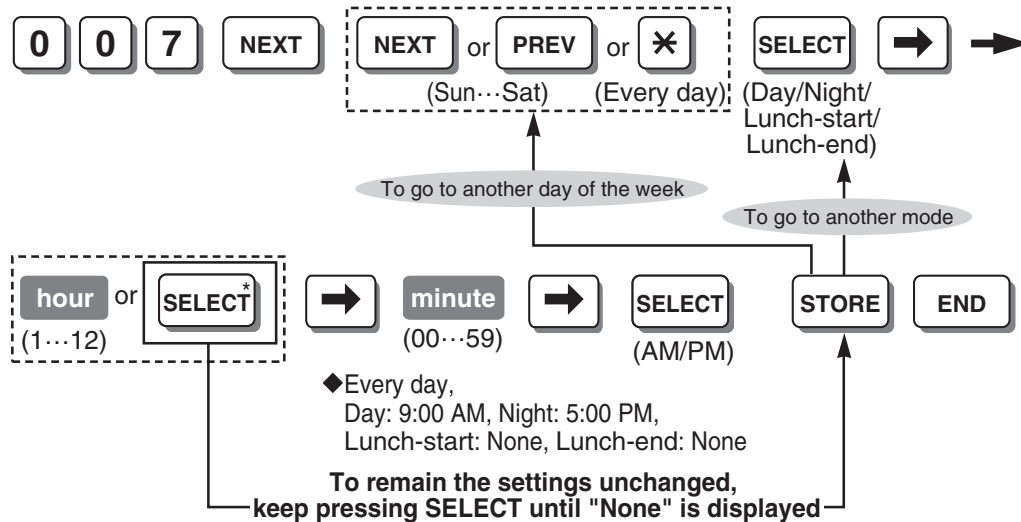 0 0 7 NEXT NEXT or PREV or ✱ SELECT ➡ ➡
(Sun⋯Sat) (Every day) (Day/Night/
Lunch-start/
Lunch-end)
To go to another day of the week
To go to another mode
hour or SELECT* ➡ minute ➡ SELECT STORE END
(1⋯12) (00⋯59) (AM/PM)
◆Every day,
Day: 9:00 AM, Night: 5:00 PM,
Lunch-start: None, Lunch-end: None
To remain the settings unchanged,
keep pressing SELECT until "None" is displayed